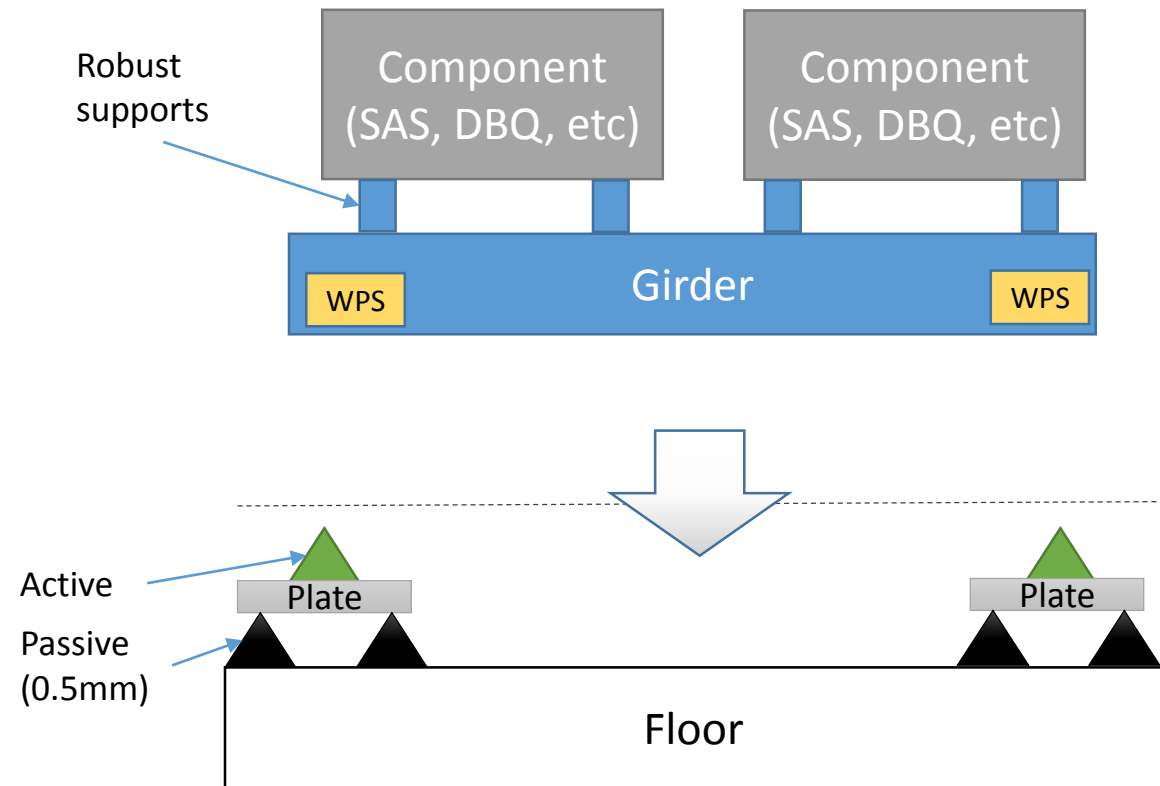 Robust
supports
Component
(SAS, DBQ, etc)
Component
(SAS, DBQ, etc)
Girder
WPS
WPS
Active
Plate
Plate
Passive
(0.5mm)
Floor